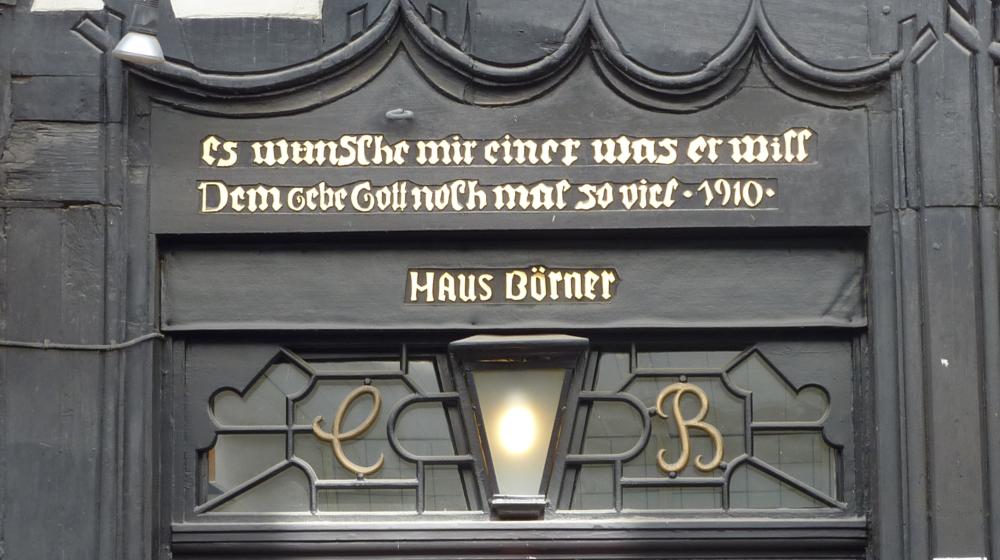 Es wünsche mir einer was er will
Dem gebe Gott noch mal so viel · 1910 ·
HAUS BÖRNER
C B